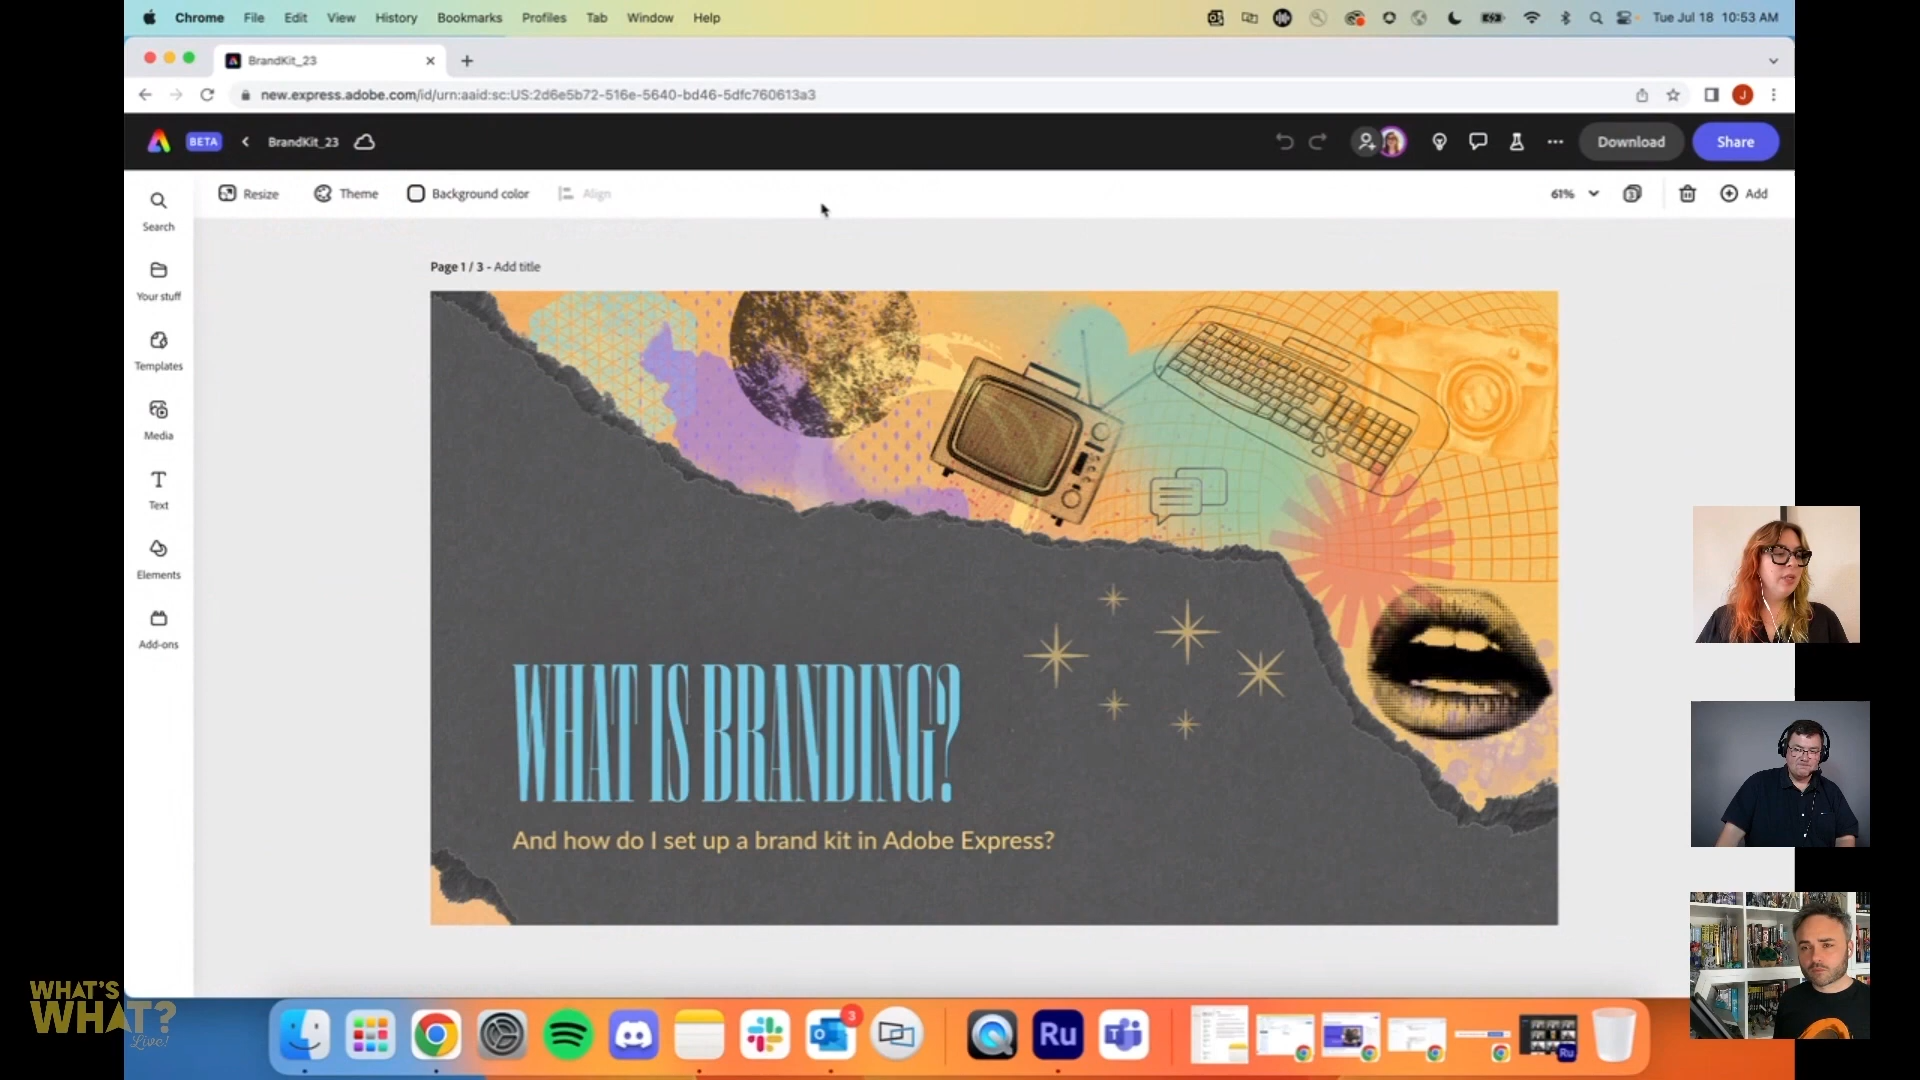 Chrome File Edit View History Bookmarks Profiles Tab Window Help
Tue Jul 18 10:53 AM
BrandKit_23
new.express.adobe.com/id/urn:aaid:sc:US:2d6e5b72-516e-5640-bd46-5dfc760613a3
J
BETA
BrandKit_23
Download
Share
Resize
Theme
Background color
Align
61%
3
Add
Search
Your stuff
Templates
Media
Text
Elements
Add-ons
Page 1 / 3 - Add title
WHAT IS BRANDING?
And how do I set up a brand kit in Adobe Express?
WHAT'S
WHAT?
Live!
3
Ru
Ru